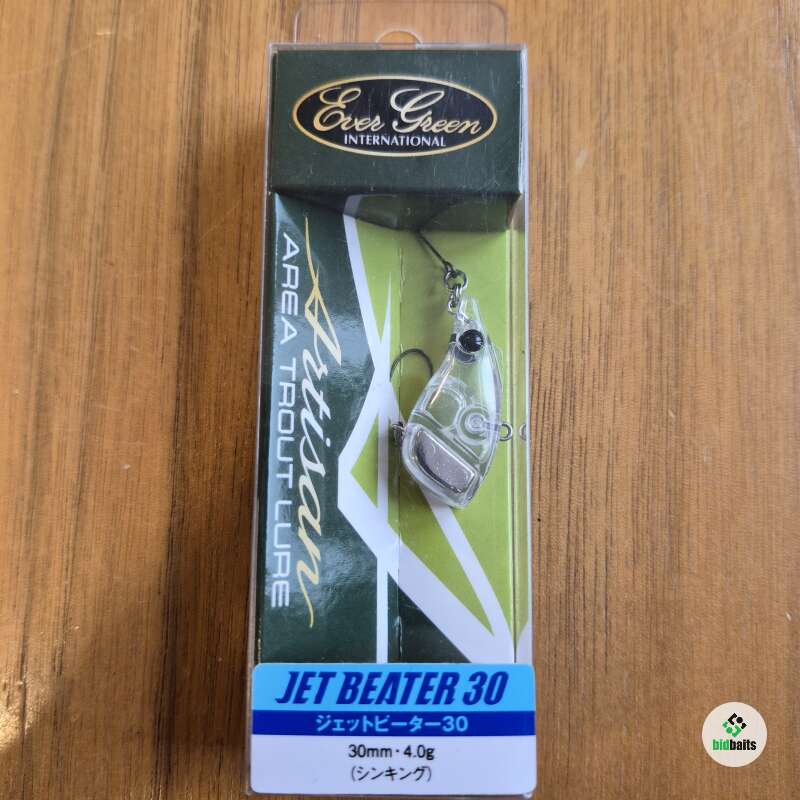 Ever Green
INTERNATIONAL
Artisan
AREA TROUT LURE
JET BEATER 30
ジェットビーター30
30mm・4.0g
(シンキング)
bidbaits